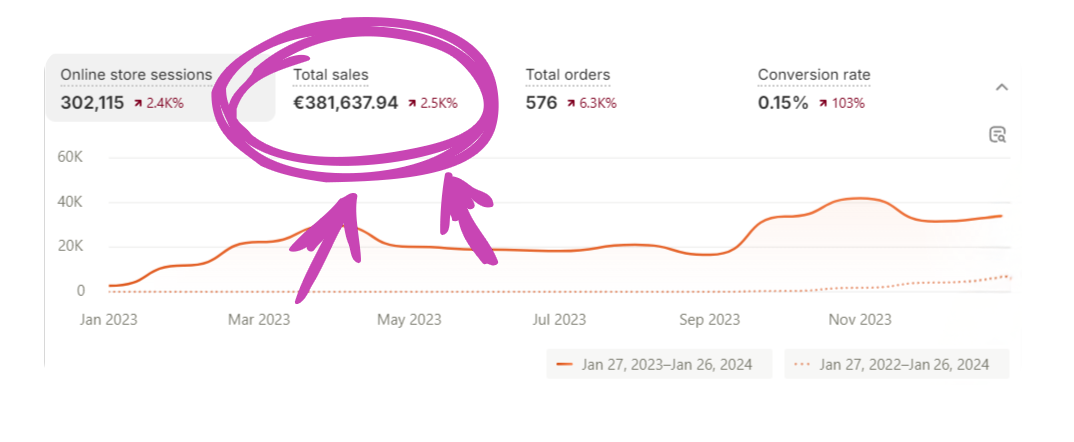 Online store sessions Total sales Total orders Conversion rate
302,115 2.4K% €381,637.94 2.5K% 576 6.3K% 0.15% 103%
60K
40K
20K
0
Jan 2023 Mar 2023 May 2023 Jul 2023 Sep 2023 Nov 2023
Jan 27, 2023–Jan 26, 2024 Jan 27, 2022–Jan 26, 2024